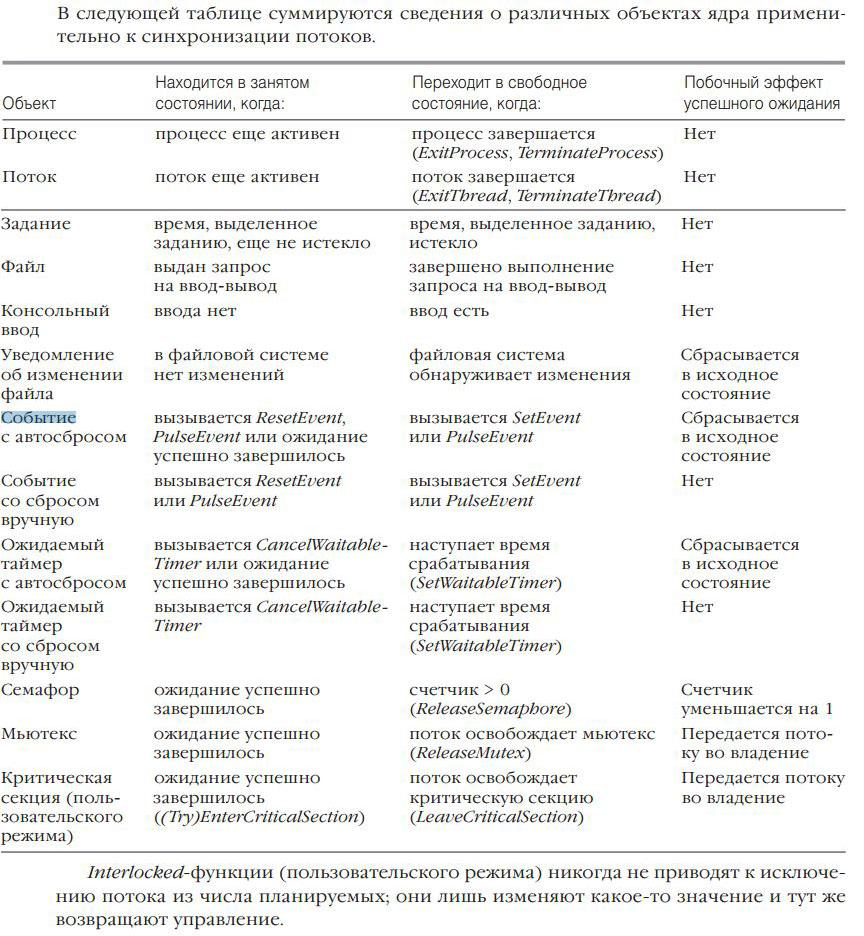 В следующей таблице суммируются сведения о различных объектах ядра примени-
тельно к синхронизации потоков.
Объект
Находится в занятом
состоянии, когда:
Переходит в свободное
состояние, когда:
Побочный эффект
успешного ожидания
Процесс
процесс еще активен
процесс завершается
(ExitProcess, TerminateProcess)
Нет
Поток
поток еще активен
поток завершается
(ExitThread, TerminateThread)
Нет
Задание
время, выделенное
заданию, еще не истекло
время, выделенное заданию,
истекло
Нет
Файл
выдан запрос
на ввод-вывод
завершено выполнение
запроса на ввод-вывод
Нет
Консольный
ввод
ввода нет
ввод есть
Нет
Уведомление
об изменении
файла
в файловой системе
нет изменений
файловая система
обнаруживает изменения
Сбрасывается
в исходное
состояние
Событие
с автосбросом
вызывается ResetEvent,
PulseEvent или ожидание
успешно завершилось
вызывается SetEvent
или PulseEvent
Сбрасывается
в исходное
состояние
Событие
со сбросом
вручную
вызывается ResetEvent
или PulseEvent
вызывается SetEvent
или PulseEvent
Нет
Ожидаемый
таймер
с автосбросом
вызывается CancelWaitable-
Timer или ожидание
успешно завершилось
наступает время
срабатывания
(SetWaitableTimer)
Сбрасывается
в исходное
состояние
Ожидаемый
таймер
со сбросом
вручную
вызывается CancelWaitable-
Timer
наступает время
срабатывания
(SetWaitableTimer)
Нет
Семафор
ожидание успешно
завершилось
счетчик > 0
(ReleaseSemaphore)
Счетчик
уменьшается на 1
Мьютекс
ожидание успешно
завершилось
поток освобождает мьютекс
(ReleaseMutex)
Передается пото-
ку во владение
Критическая
секция (поль-
зовательского
режима)
ожидание успешно
завершилось
((Try)EnterCriticalSection)
поток освобождает
критическую секцию
(LeaveCriticalSection)
Передается потоку
во владение
Interlocked-функции (пользовательского режима) никогда не приводят к исключе-
нию потока из числа планируемых; они лишь изменяют какое-то значение и тут же
возвращают управление.